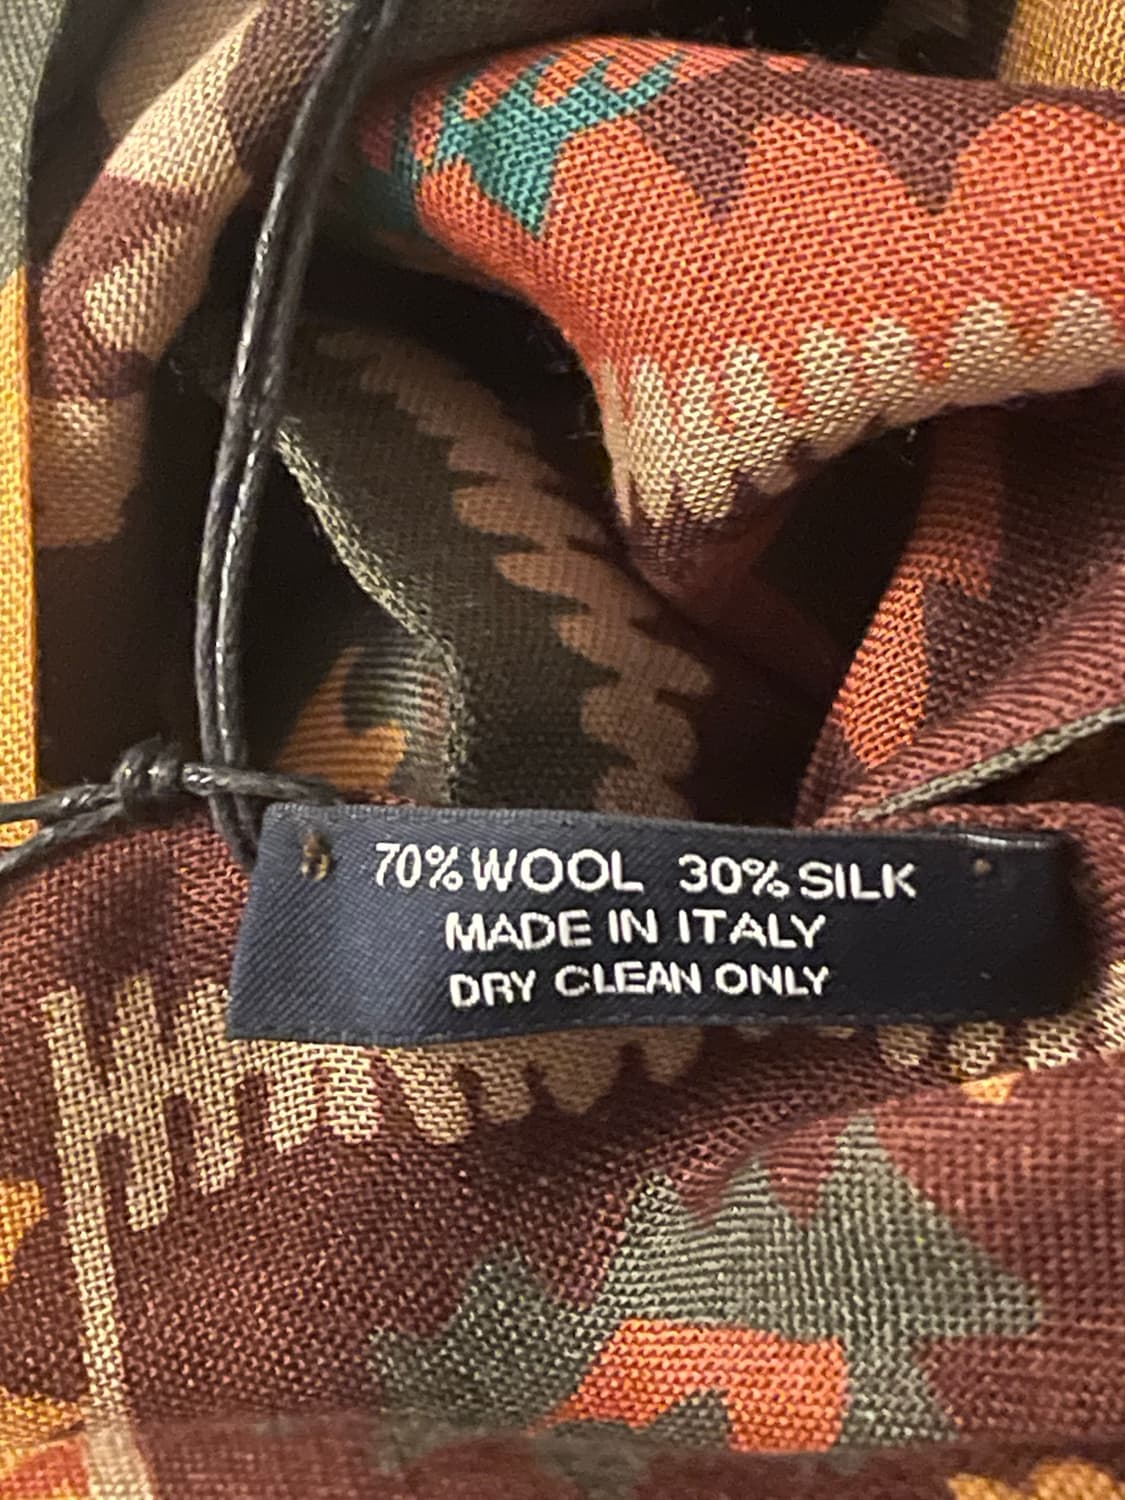 70% WOOL 30% SILK
MADE IN ITALY
DRY CLEAN ONLY